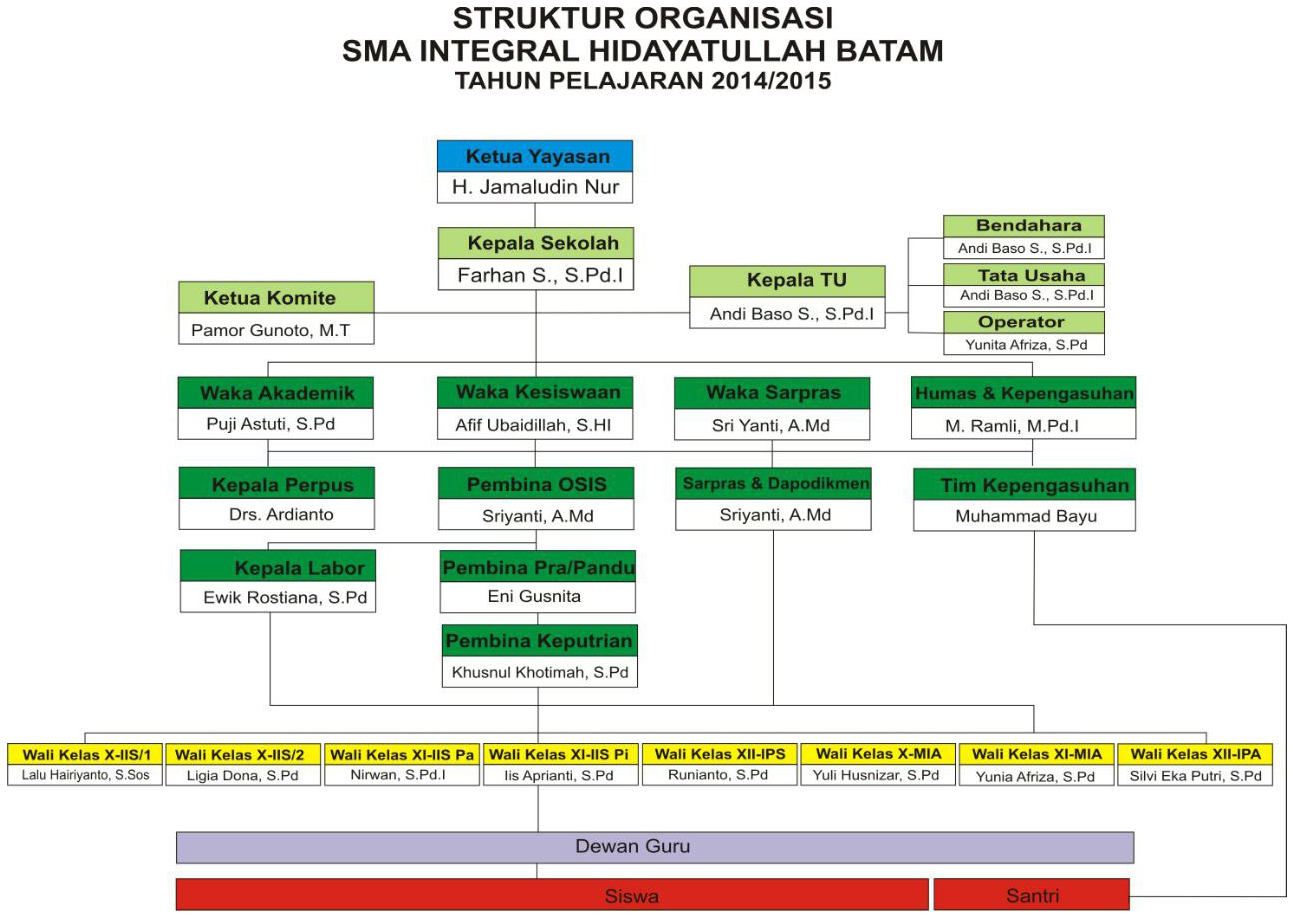 STRUKTUR ORGANISASI
SMA INTEGRAL HIDAYATULLAH BATAM
TAHUN PELAJARAN 2014/2015
Ketua Yayasan
H. Jamaludin Nur
Kepala Sekolah
Farhan S., S.Pd.I
Ketua Komite
Pamor Gunoto, M.T
Kepala TU
Andi Baso S., S.Pd.I
Bendahara
Andi Baso S., S.Pd.I
Tata Usaha
Andi Baso S., S.Pd.I
Operator
Yunita Afriza, S.Pd
Waka Akademik
Puji Astuti, S.Pd
Waka Kesiswaan
Afif Ubaidillah, S.HI
Waka Sarpras
Sri Yanti, A.Md
Humas & Kepengasuhan
M. Ramli, M.Pd.I
Kepala Perpus
Drs. Ardianto
Pembina OSIS
Sriyanti, A.Md
Sarpras & Dapodikmen
Sriyanti, A.Md
Tim Kepengasuhan
Muhammad Bayu
Kepala Labor
Ewik Rostiana, S.Pd
Pembina Pra/Pandu
Eni Gusnita
Pembina Keputrian
Khusnul Khotimah, S.Pd
Wali Kelas X-IIS/1
Lalu Hairiyanto, S.Sos
Wali Kelas X-IIS/2
Ligia Dona, S.Pd
Wali Kelas XI-IIS Pa
Nirwan, S.Pd.I
Wali Kelas XI-IIS Pi
Iis Aprianti, S.Pd
Wali Kelas XII-IPS
Runianto, S.Pd
Wali Kelas X-MIA
Yuli Husnizar, S.Pd
Wali Kelas XI-MIA
Yunia Afriza, S.Pd
Wali Kelas XII-IPA
Silvi Eka Putri, S.Pd
Dewan Guru
Siswa
Santri